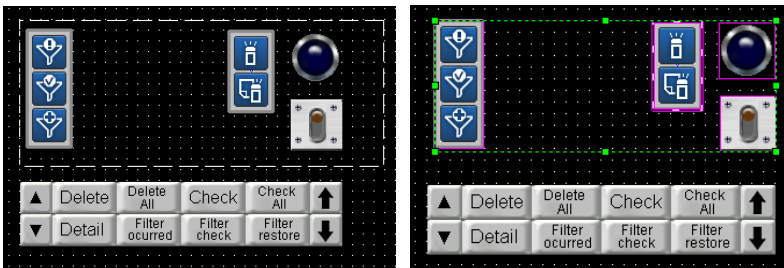 Delete
Delete
All
Check
Check
All
Detail
Filter
ocurred
Filter
check
Filter
restore
Delete
Delete
All
Check
Check
All
Detail
Filter
ocurred
Filter
check
Filter
restore